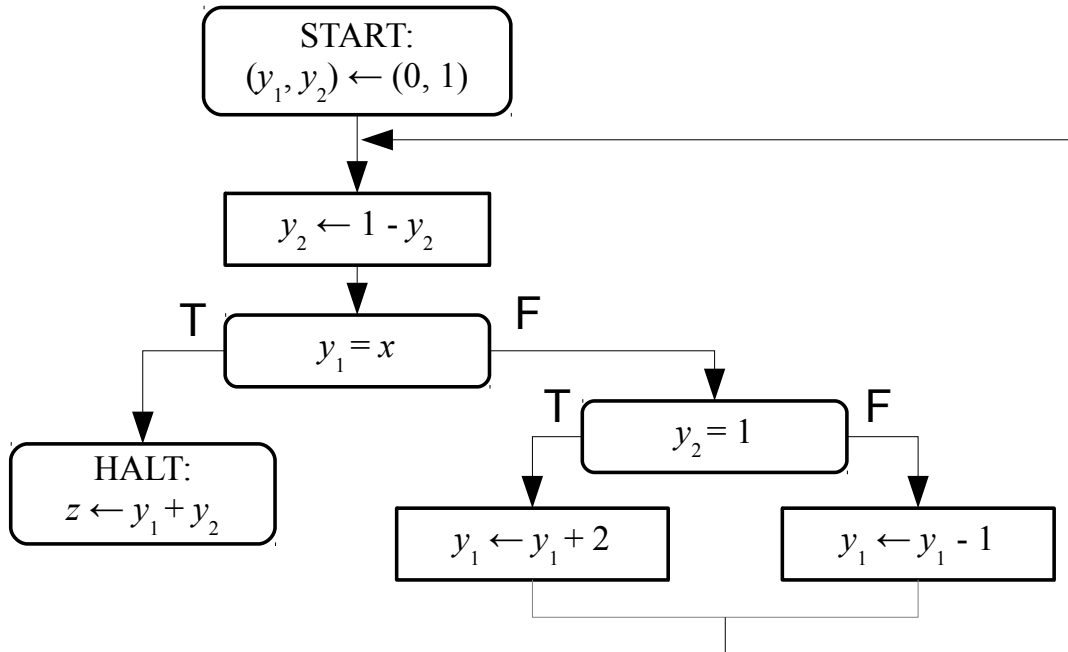 START:
(y₁, y₂) ← (0, 1)
y₂ ← 1 - y₂
T
F
y₁ = x
T
F
y₂ = 1
HALT:
z ← y₁ + y₂
y₁ ← y₁ + 2
y₁ ← y₁ - 1